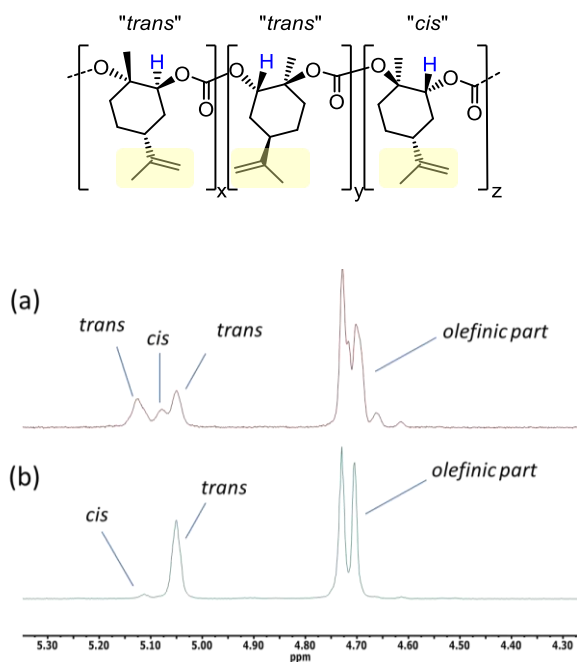 "trans" "trans" "cis"
O H O O H O O H O
O O O
x y z
(a)
trans cis trans olefinic part
(b)
cis trans olefinic part
5.30 5.20 5.10 5.00 4.90 4.80 4.70 4.60 4.50 4.40 4.30
ppm